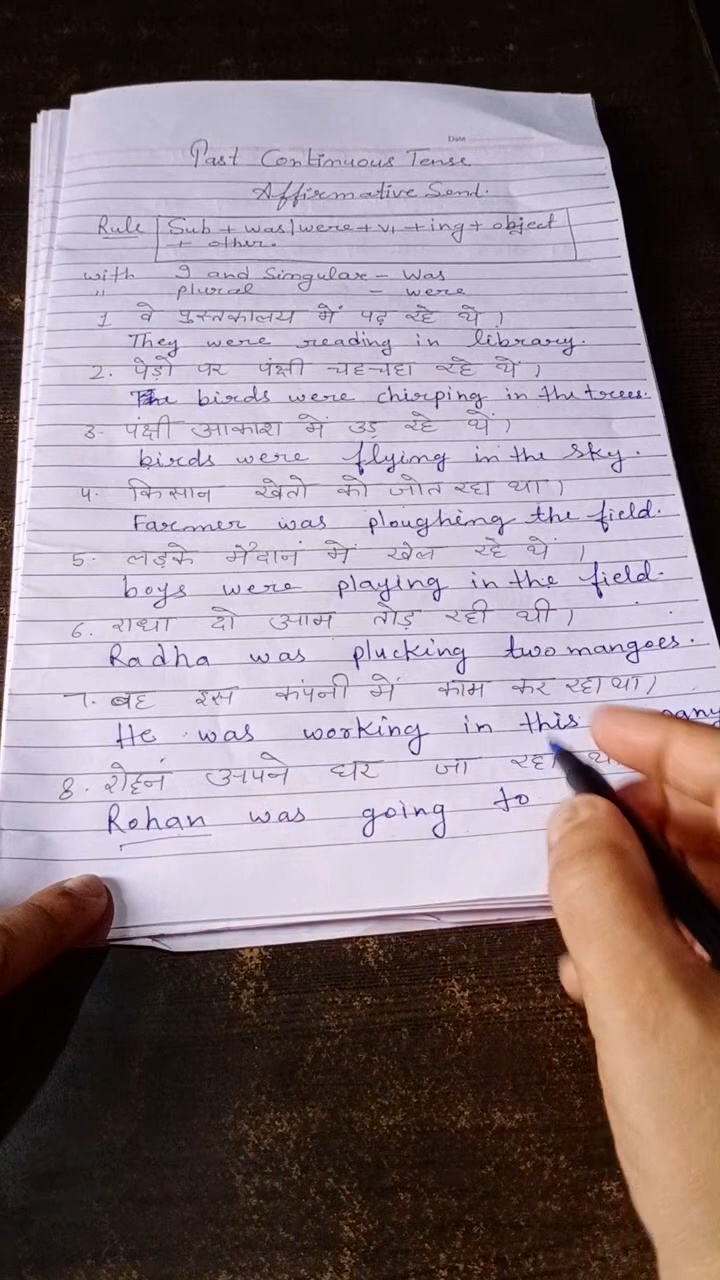 Date
Past Continuous Tense
Affirmative Send.
Rule Sub + was/were + V1 + ing + object
+ other.
with I and Singular - was
" plural - were
1 वे पुस्तकालय में पढ़ रहे थे।
They were reading in library.
2. पेड़ो पर पंक्षी चहचहा रहे थें।
The birds were chirping in the trees.
3- पक्षी आकाश में उड़ रहे थें।
birds were flying in the sky.
4. किसान खेतो को जोत रहा था।
Farmer was ploughing the field.
5. लड़के मैदानं में खेल रहे थें।
boys were playing in the field.
6. राधा दो आम तोड़ रही थी।
Radha was plucking two mangoes.
7. वह इस कंपनी में काम कर रहा था।
He was working in this
8. रोहनं अपने घर जा रहा
Rohan was going to